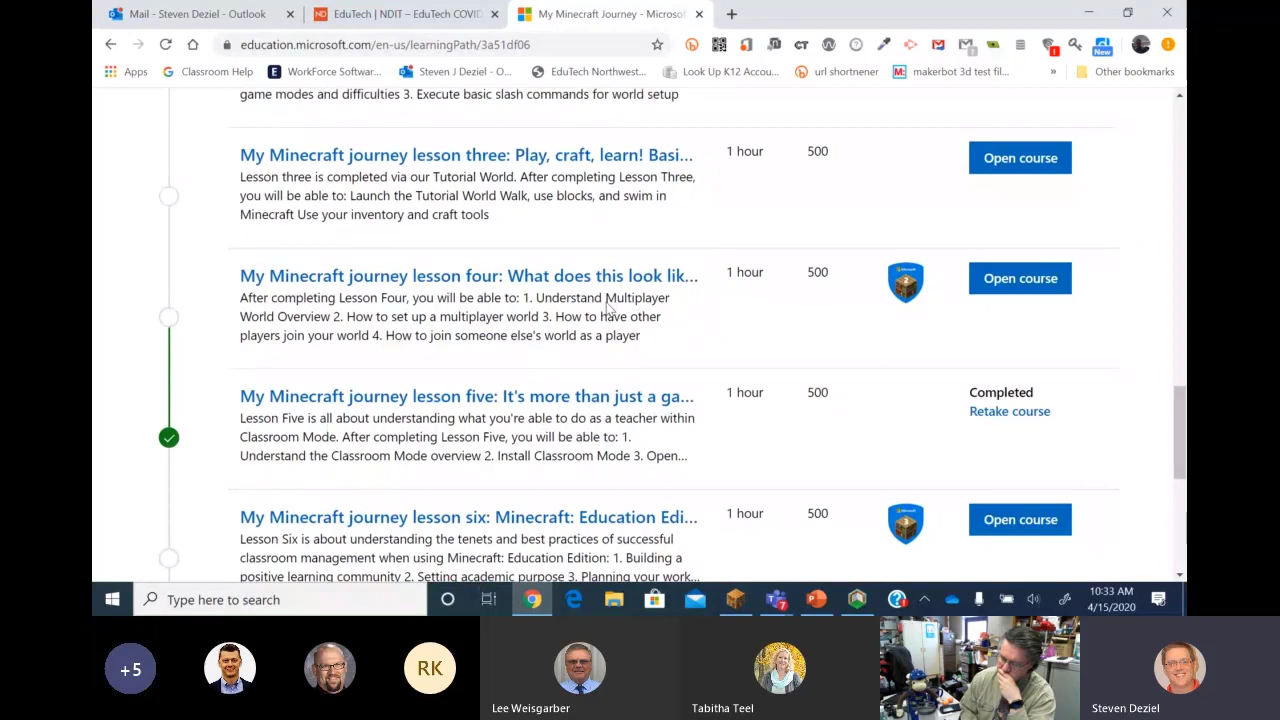 Mail - Steven Deziel - Outlook
EduTech | NDIT – EduTech COVID
My Minecraft Journey - Microsof
education.microsoft.com/en-us/learningPath/3a51df06
New
Apps
Classroom Help
WorkForce Softwar...
Steven J Deziel - O...
EduTech Northwest...
Look Up K12 Accou...
url shortnener
makerbot 3d test fil...
»
Other bookmarks
game modes and difficulties 3. Execute basic slash commands for world setup
My Minecraft journey lesson three: Play, craft, learn! Basi...
1 hour
500
Open course
Lesson three is completed via our Tutorial World. After completing Lesson Three,
you will be able to: Launch the Tutorial World Walk, use blocks, and swim in
Minecraft Use your inventory and craft tools
My Minecraft journey lesson four: What does this look lik...
1 hour
500
Open course
After completing Lesson Four, you will be able to: 1. Understand Multiplayer
World Overview 2. How to set up a multiplayer world 3. How to have other
players join your world 4. How to join someone else's world as a player
My Minecraft journey lesson five: It's more than just a ga...
1 hour
500
Completed
Retake course
Lesson Five is all about understanding what you're able to do as a teacher within
Classroom Mode. After completing Lesson Five, you will be able to: 1.
Understand the Classroom Mode overview 2. Install Classroom Mode 3. Open...
My Minecraft journey lesson six: Minecraft: Education Edi...
1 hour
500
Open course
Lesson Six is about understanding the tenets and best practices of successful
classroom management when using Minecraft: Education Edition: 1. Building a
positive learning community 2. Setting academic purpose 3. Planning your work...
Type here to search
10:33 AM
4/15/2020
+5
RK
Lee Weisgarber
Tabitha Teel
Steven Deziel